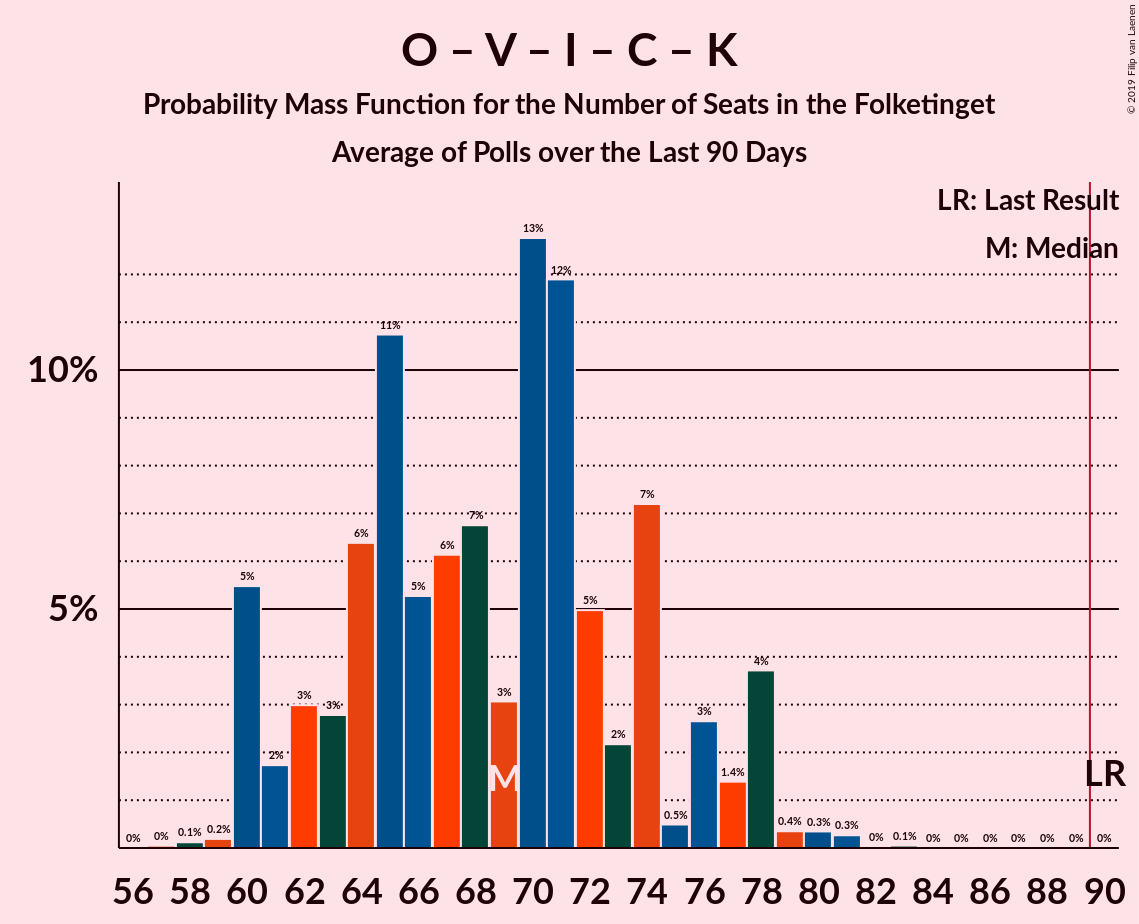 O – V – I – C – K
Probability Mass Function for the Number of Seats in the Folketinget
Average of Polls over the Last 90 Days
© 2019 Filip van Laenen
LR: Last Result
M: Median
10%
5%
0% 0% 0.1% 0.2% 5% 2% 3% 3% 6% 11% 5% 6% 7% 3% 13% 12% 5% 2% 7% 0.5% 3% 1.4% 4% 0.4% 0.3% 0.3% 0% 0.1% 0% 0% 0% 0% 0% 0% 0%
M
LR
56 58 60 62 64 66 68 70 72 74 76 78 80 82 84 86 88 90